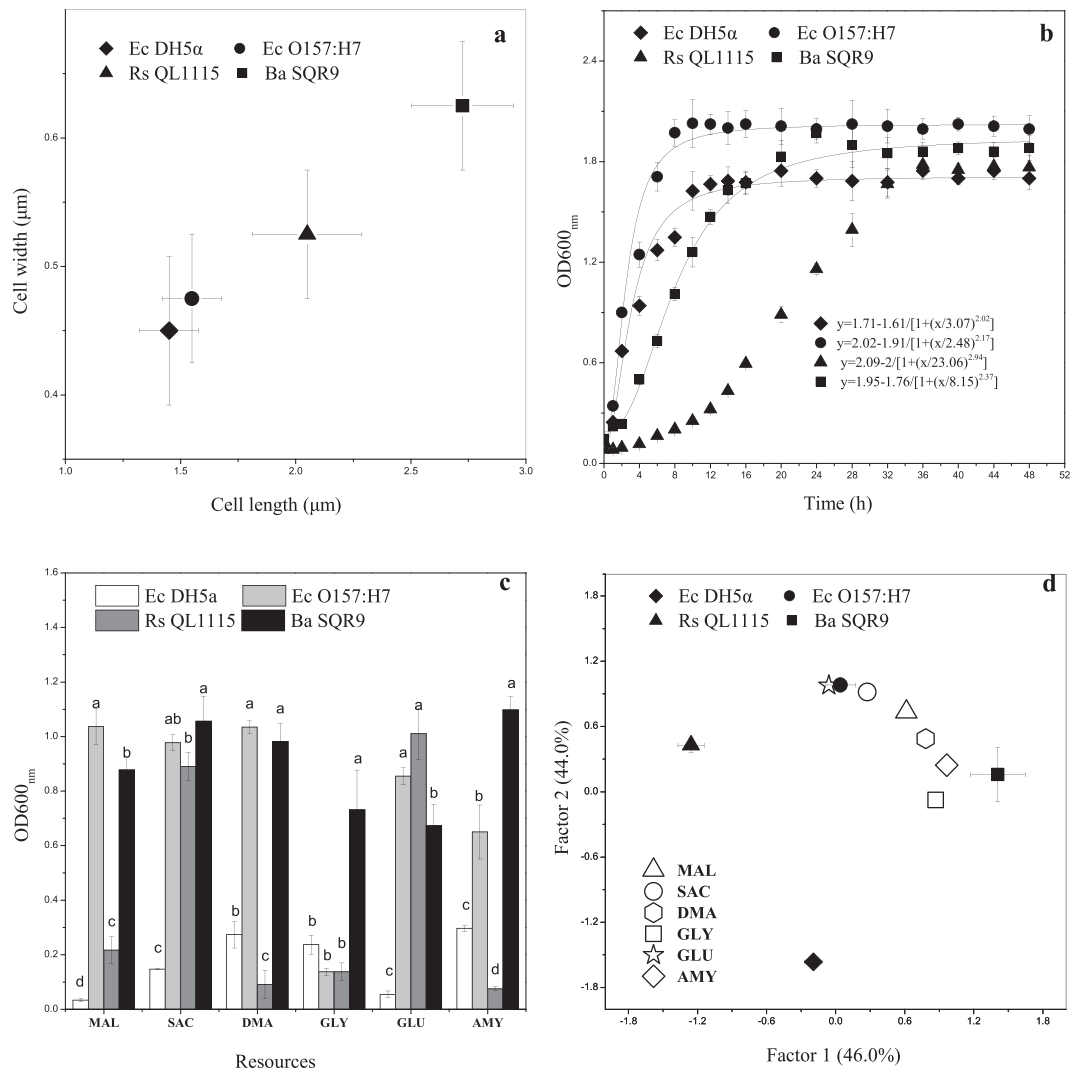 a
Ec DH5α Ec O157:H7
Rs QL1115 Ba SQR9
0.6
0.5
0.4
Cell width (μm)
1.0 1.5 2.0 2.5 3.0
Cell length (μm)
b
Ec DH5α Ec O157:H7
Rs QL1115 Ba SQR9
2.4
1.8
1.2
0.6
0.0
OD600nm
y=1.71-1.61/[1+(x/3.07)^2.02]
y=2.02-1.91/[1+(x/2.48)^2.17]
y=2.09-2/[1+(x/23.06)^2.94]
y=1.95-1.76/[1+(x/8.15)^2.37]
0 4 8 12 16 20 24 28 32 36 40 44 48 52
Time (h)
c
Ec DH5a Ec O157:H7
Rs QL1115 Ba SQR9
1.6
1.4
1.2
1.0
0.8
0.6
0.4
0.2
0.0
OD600nm
d a c b
c ab b a
b a c a
b b b a
c a a b
c b d a
MAL SAC DMA GLY GLU AMY
Resources
d
Ec DH5α Ec O157:H7
Rs QL1115 Ba SQR9
1.8
1.2
0.6
0.0
-0.6
-1.2
-1.8
Factor 2 (44.0%)
MAL
SAC
DMA
GLY
GLU
AMY
-1.8 -1.2 -0.6 0.0 0.6 1.2 1.8
Factor 1 (46.0%)